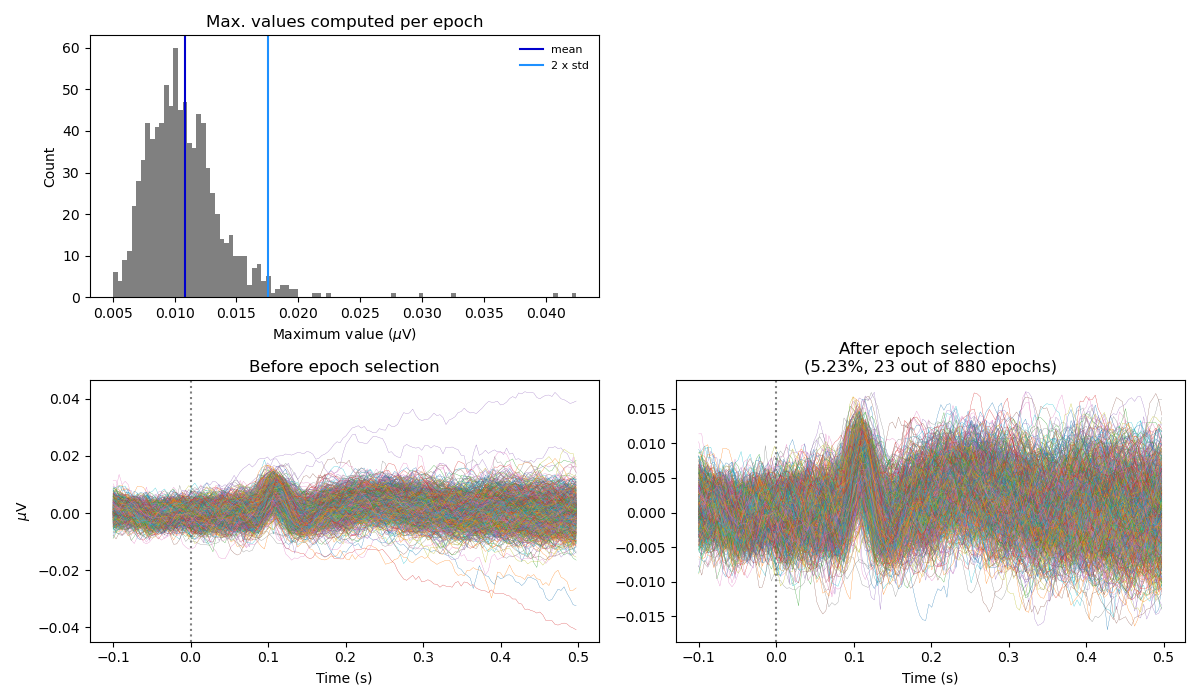 Max. values computed per epoch
mean
2 x std
Count
60
50
40
30
20
10
0
0.005 0.010 0.015 0.020 0.025 0.030 0.035 0.040
Maximum value (μV)
Before epoch selection
μV
0.04
0.02
0.00
−0.02
−0.04
−0.1 0.0 0.1 0.2 0.3 0.4 0.5
Time (s)
After epoch selection
(5.23%, 23 out of 880 epochs)
0.015
0.010
0.005
0.000
−0.005
−0.010
−0.015
−0.1 0.0 0.1 0.2 0.3 0.4 0.5
Time (s)